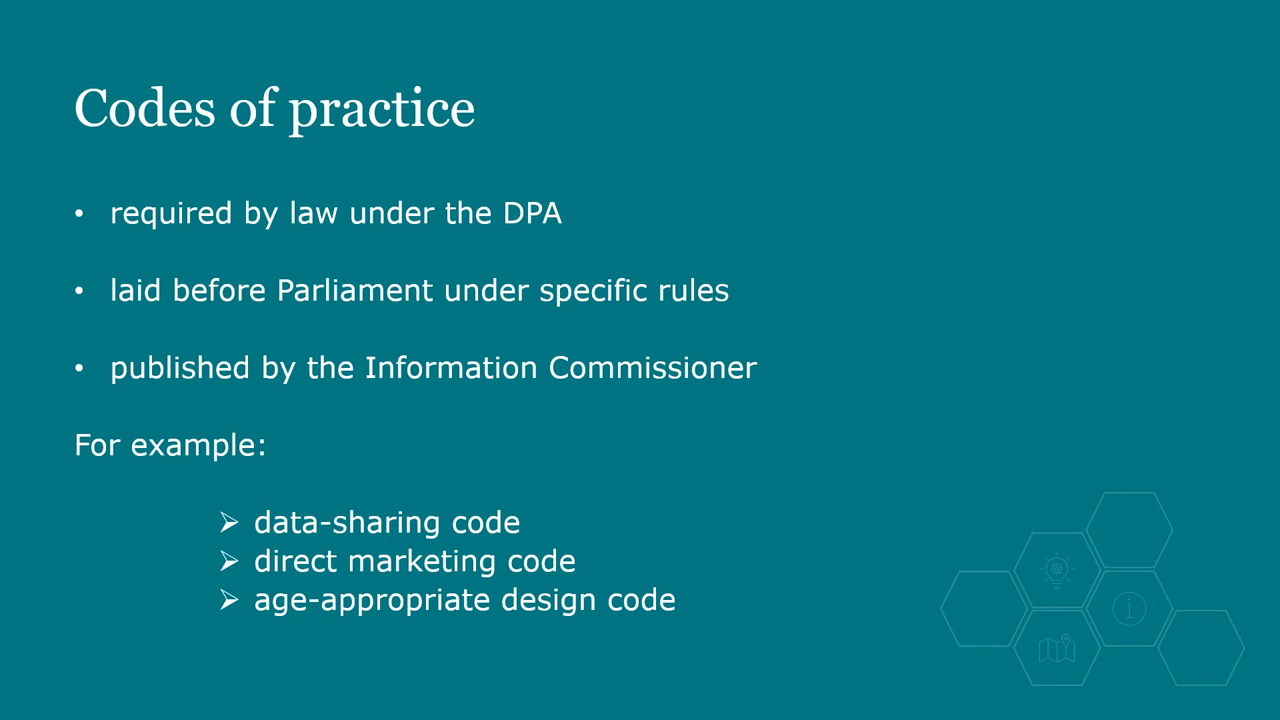 Codes of practice
• required by law under the DPA
• laid before Parliament under specific rules
• published by the Information Commissioner
For example:
➢ data-sharing code
➢ direct marketing code
➢ age-appropriate design code